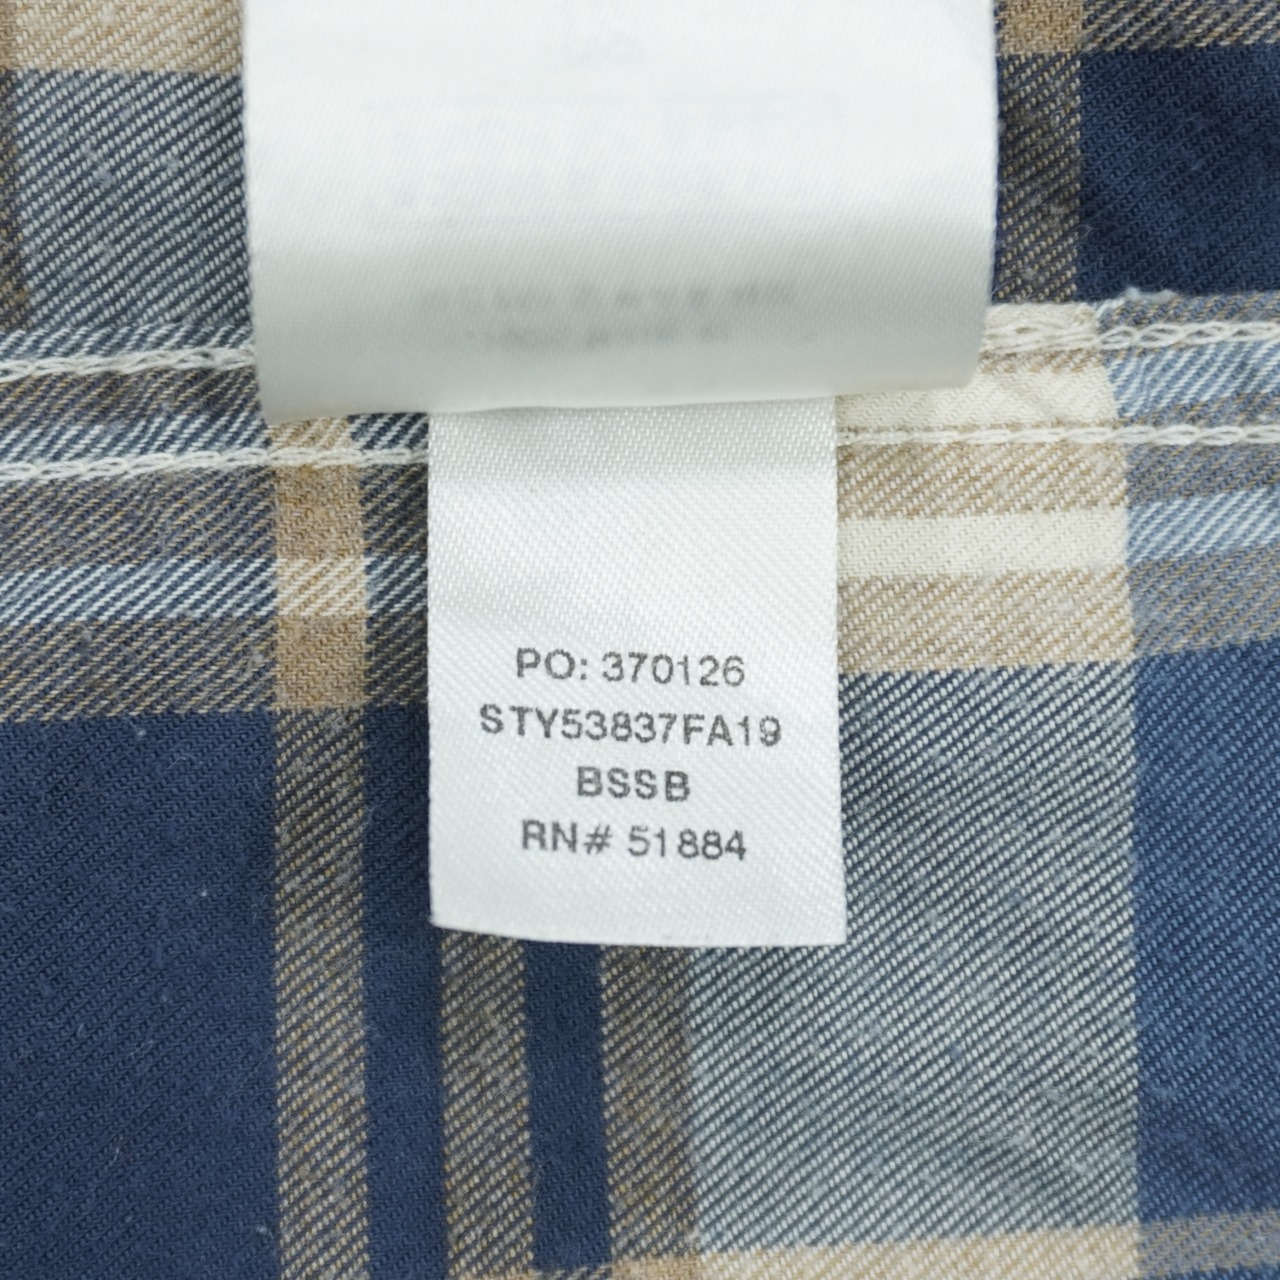 PO: 370126
STY53837FA19
BSSB
RN# 51884